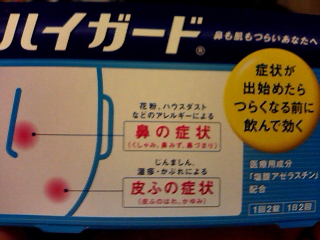 ハイガード®
鼻も肌もつらいあなたへ
症状が
出始めたら
つらくなる前に
飲んで効く
花粉、ハウスダスト
などのアレルギーによる
鼻の症状
(くしゃみ、鼻みず、鼻づまり)
じんましん、
湿疹・かぶれによる
皮ふの症状
(皮ふのはれ、かゆみ)
医療用成分
「塩酸アゼラスチン」
配合
1回2錠 1日2回